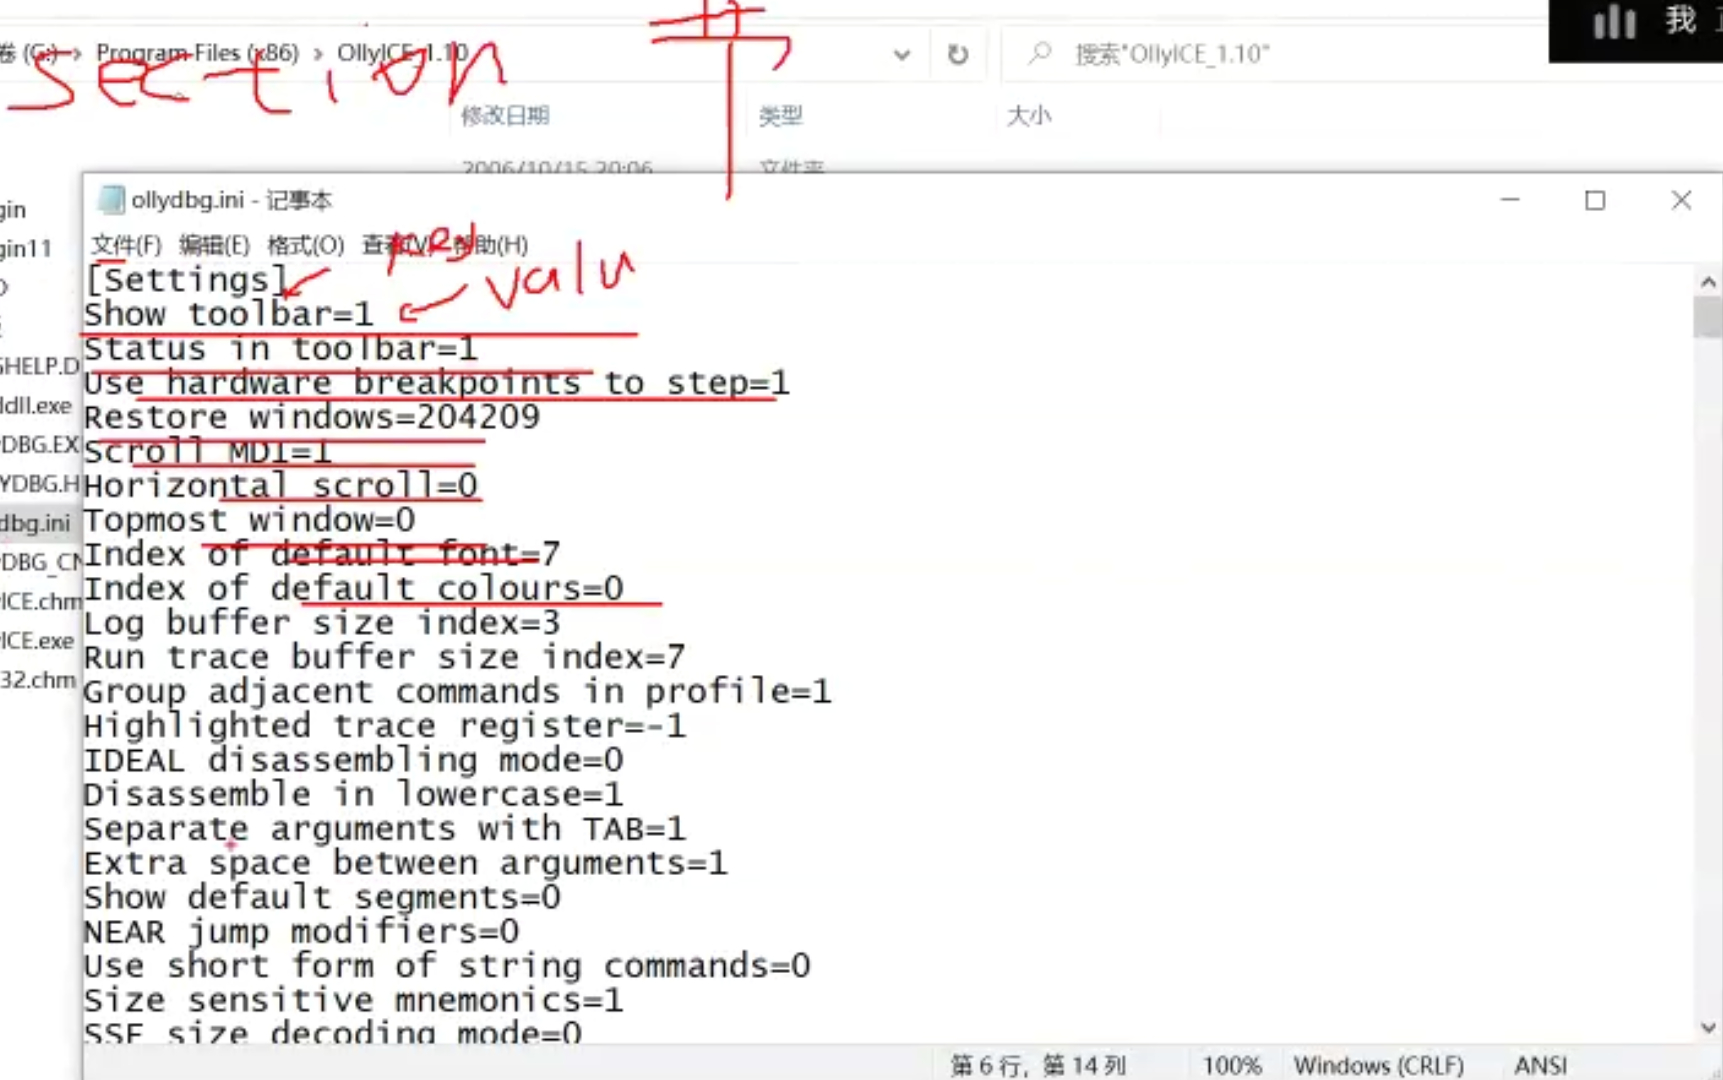 我
卷 (G:) > Program Files (x86) > OllyICE_1.10
搜索"OllyICE_1.10"
section 节
修改日期 类型 大小
2006/10/15 20:06 文件夹
ollydbg.ini - 记事本
文件(F) 编辑(E) 格式(O) 查看(V) 帮助(H)
key
valu
[Settings]
Show toolbar=1
Status in toolbar=1
Use hardware breakpoints to step=1
Restore windows=204209
Scroll MDI=1
Horizontal scroll=0
Topmost window=0
Index of default font=7
Index of default colours=0
Log buffer size index=3
Run trace buffer size index=7
Group adjacent commands in profile=1
Highlighted trace register=-1
IDEAL disassembling mode=0
Disassemble in lowercase=1
Separate arguments with TAB=1
Extra space between arguments=1
Show default segments=0
NEAR jump modifiers=0
Use short form of string commands=0
Size sensitive mnemonics=1
SSE size decoding mode=0
gin
gin11
GHELP.D
ldll.exe
DBG.EX
YDBG.H
dbg.ini
DBG_CN
ICE.chm
ICE.exe
32.chm
第 6 行，第 14 列 100% Windows (CRLF) ANSI